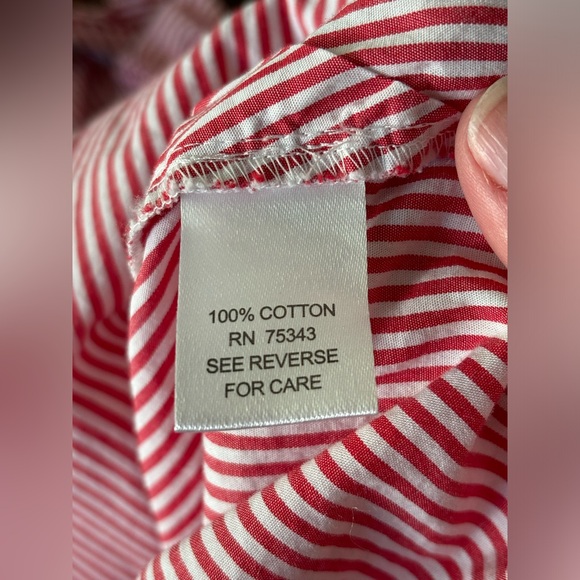 100% COTTON
RN 75343
SEE REVERSE
FOR CARE